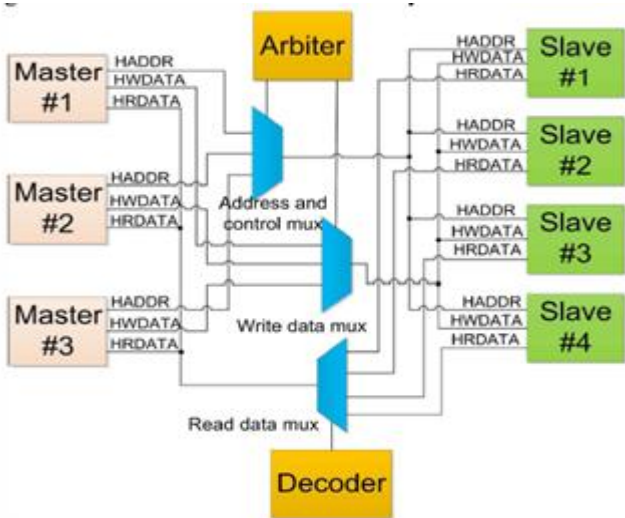 Arbiter
Master
#1
HADDR
HWDATA
HRDATA
HADDR
HWDATA
HRDATA
Slave
#1
Master
#2
HADDR
HWDATA
HRDATA
HADDR
HWDATA
HRDATA
Slave
#2
Address and
control mux
HADDR
HWDATA
HRDATA
Slave
#3
Master
#3
HADDR
HWDATA
HRDATA
Write data mux
HADDR
HWDATA
HRDATA
Slave
#4
Read data mux
Decoder